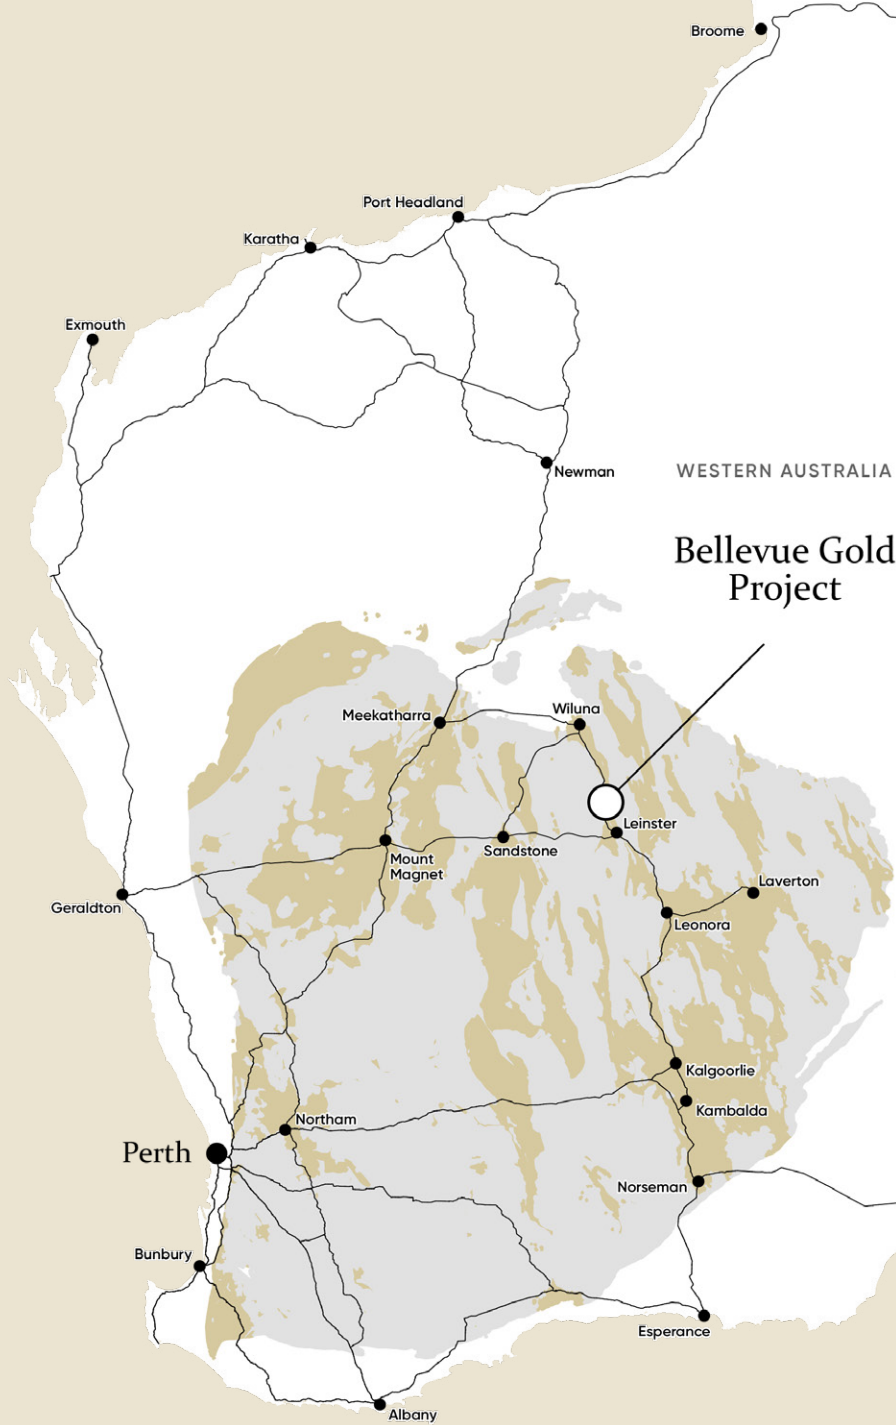 Broome
Port Headland
Karatha
Exmouth
Newman
WESTERN AUSTRALIA
Bellevue Gold
Project
Wiluna
Meekatharra
Leinster
Sandstone
Mount
Magnet
Laverton
Geraldton
Leonora
Kalgoorlie
Kambalda
Northam
Perth
Norseman
Bunbury
Esperance
Albany